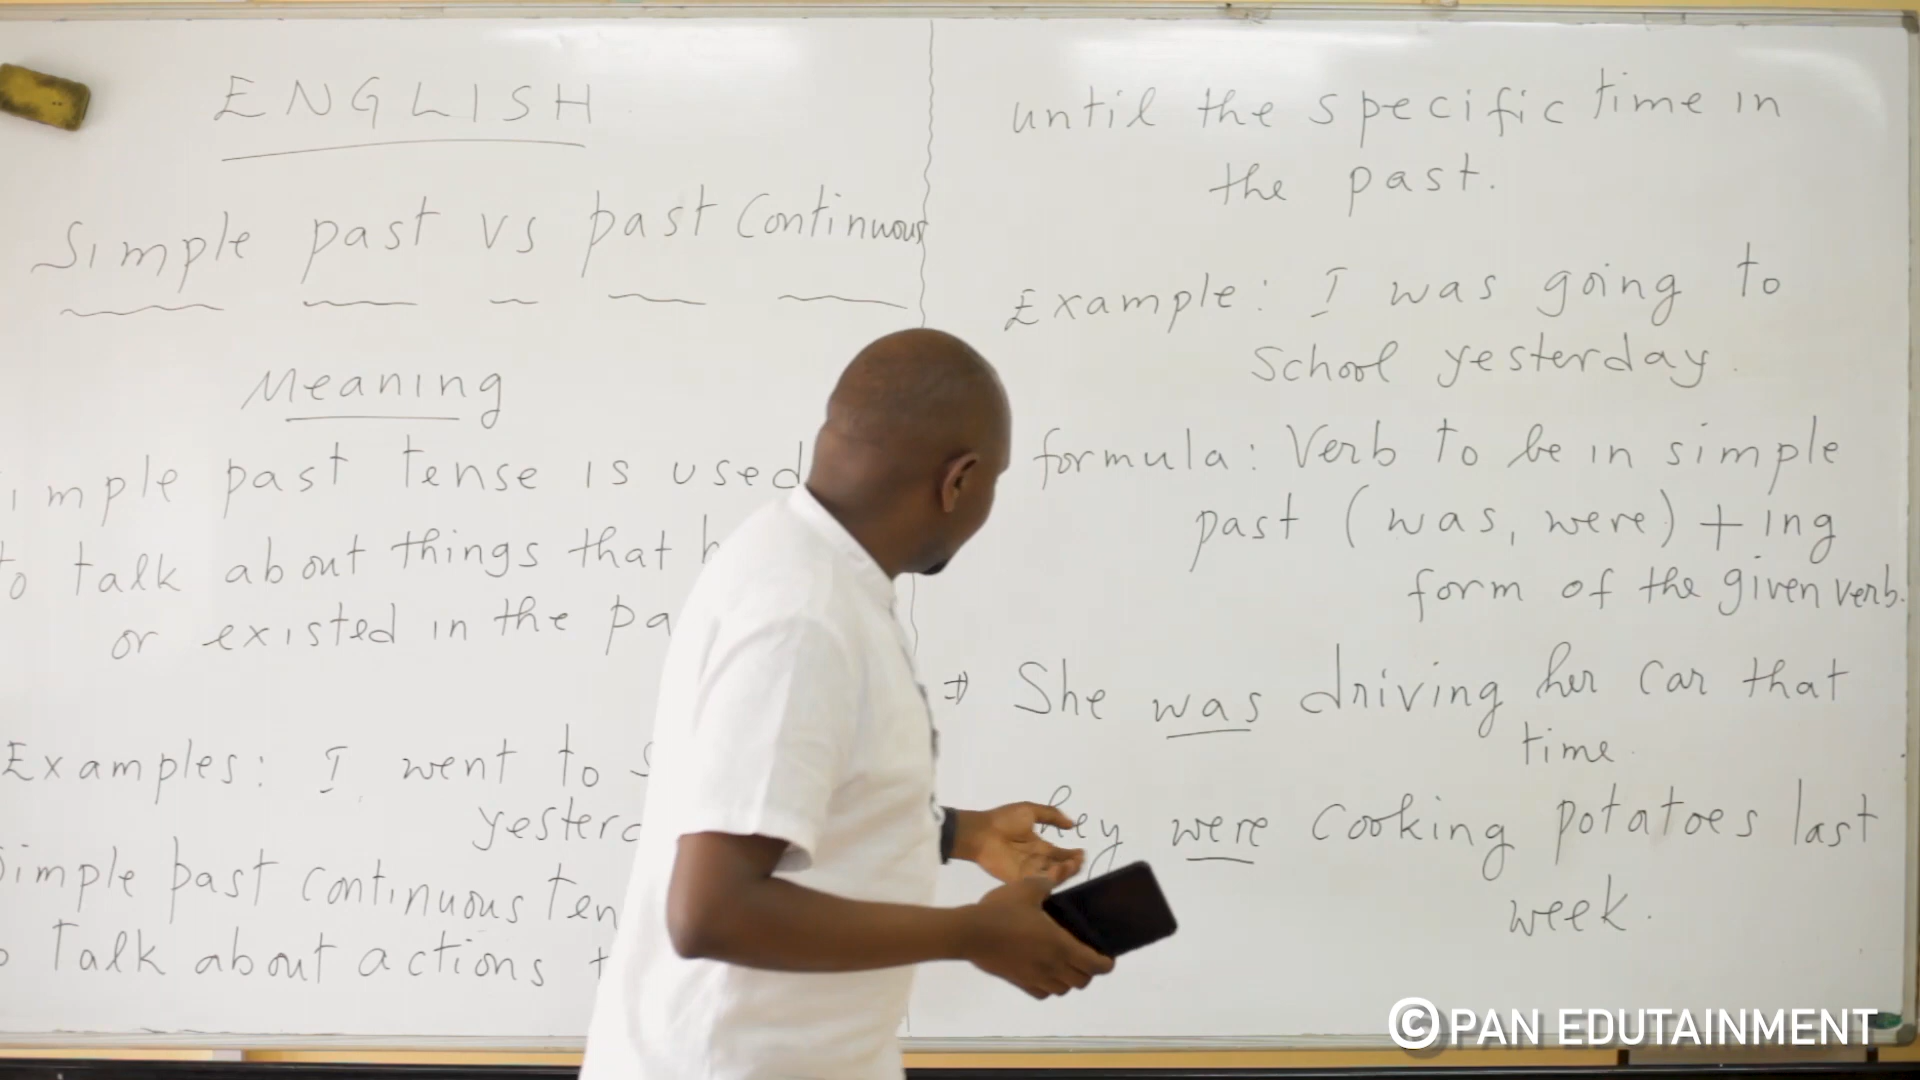 ENGLISH
Simple past vs past Continuous
Meaning
imple past tense is used
to talk about things that h
or existed in the pa
Examples: I went to S
yesterd
Simple past continuous ten
Talk about actions t
until the specific time in
the past.
Example: I was going to
School yesterday.
formula: Verb to be in simple
past (was, were) + ing
form of the given verb.
⇒ She was driving her car that
time.
hey were cooking potatoes last
week.
© PAN EDUTAINMENT